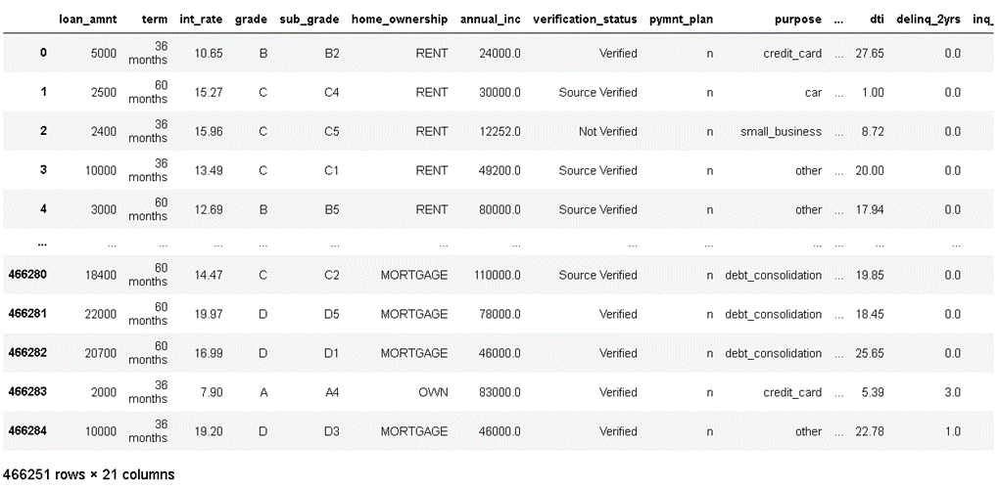 loan_amnt term int_rate grade sub_grade home_ownership annual_inc verification_status pymnt_plan purpose ... dti delinq_2yrs inq_
0 5000 36 months 10.65 B B2 RENT 24000.0 Verified n credit_card ... 27.65 0.0
1 2500 60 months 15.27 C C4 RENT 30000.0 Source Verified n car ... 1.00 0.0
2 2400 36 months 15.96 C C5 RENT 12252.0 Not Verified n small_business ... 8.72 0.0
3 10000 36 months 13.49 C C1 RENT 49200.0 Source Verified n other ... 20.00 0.0
4 3000 60 months 12.69 B B5 RENT 80000.0 Source Verified n other ... 17.94 0.0
... ... ... ... ... ... ... ... ... ... ... ... ... ...
466280 18400 60 months 14.47 C C2 MORTGAGE 110000.0 Source Verified n debt_consolidation ... 19.85 0.0
466281 22000 60 months 19.97 D D5 MORTGAGE 78000.0 Verified n debt_consolidation ... 18.45 0.0
466282 20700 60 months 16.99 D D1 MORTGAGE 46000.0 Verified n debt_consolidation ... 25.65 0.0
466283 2000 36 months 7.90 A A4 OWN 83000.0 Verified n credit_card ... 5.39 3.0
466284 10000 36 months 19.20 D D3 MORTGAGE 46000.0 Verified n other ... 22.78 1.0
466251 rows × 21 columns